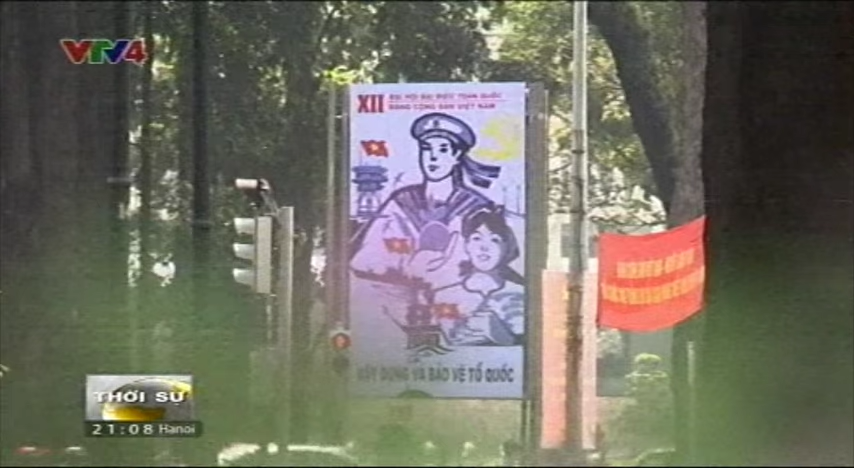 VTV4
XII ĐẠI HỘI ĐẠI BIỂU TOÀN QUỐC
ĐẢNG CỘNG SẢN VIỆT NAM
XÂY DỰNG VÀ BẢO VỆ TỔ QUỐC
THỜI SỰ
21:08 Hanoi